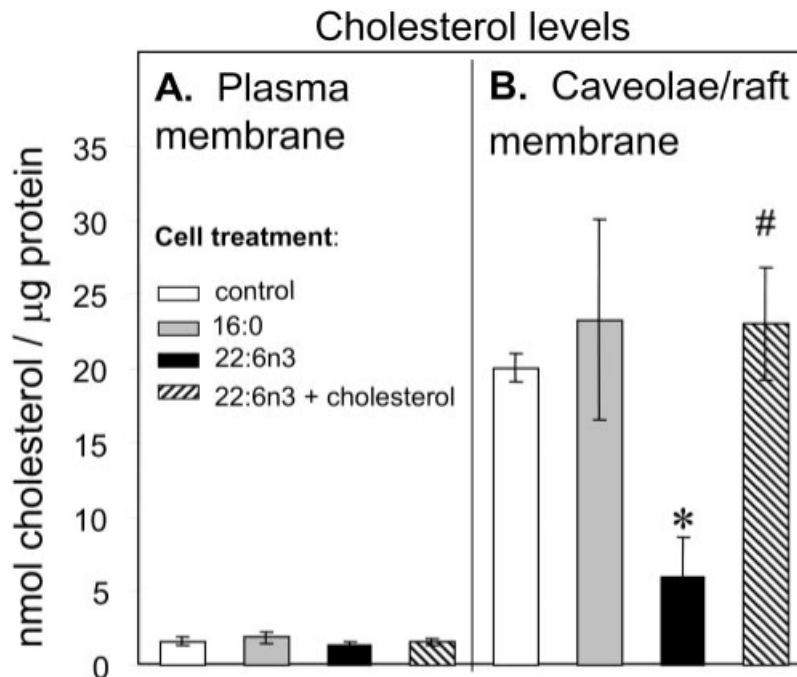 Cholesterol levels
A. Plasma
membrane
B. Caveolae/raft
membrane
nmol cholesterol / μg protein
35
30
25
20
15
10
5
0
Cell treatment:
control
16:0
22:6n3
22:6n3 + cholesterol
*
#